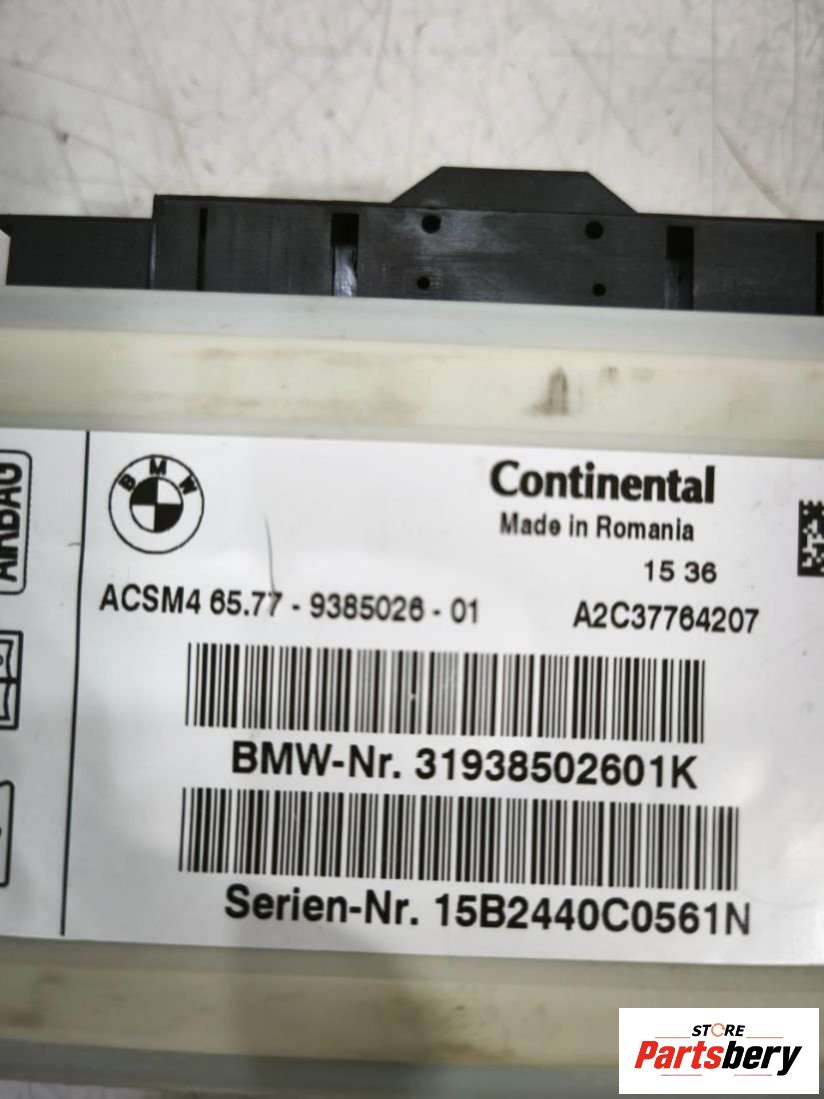 AIRBAG
BMW
Continental
Made in Romania
15 36
ACSM4 65.77 - 9385026 - 01
A2C37764207
BMW-Nr. 31938502601K
Serien-Nr. 15B2440C0561N
STORE
Partsbery